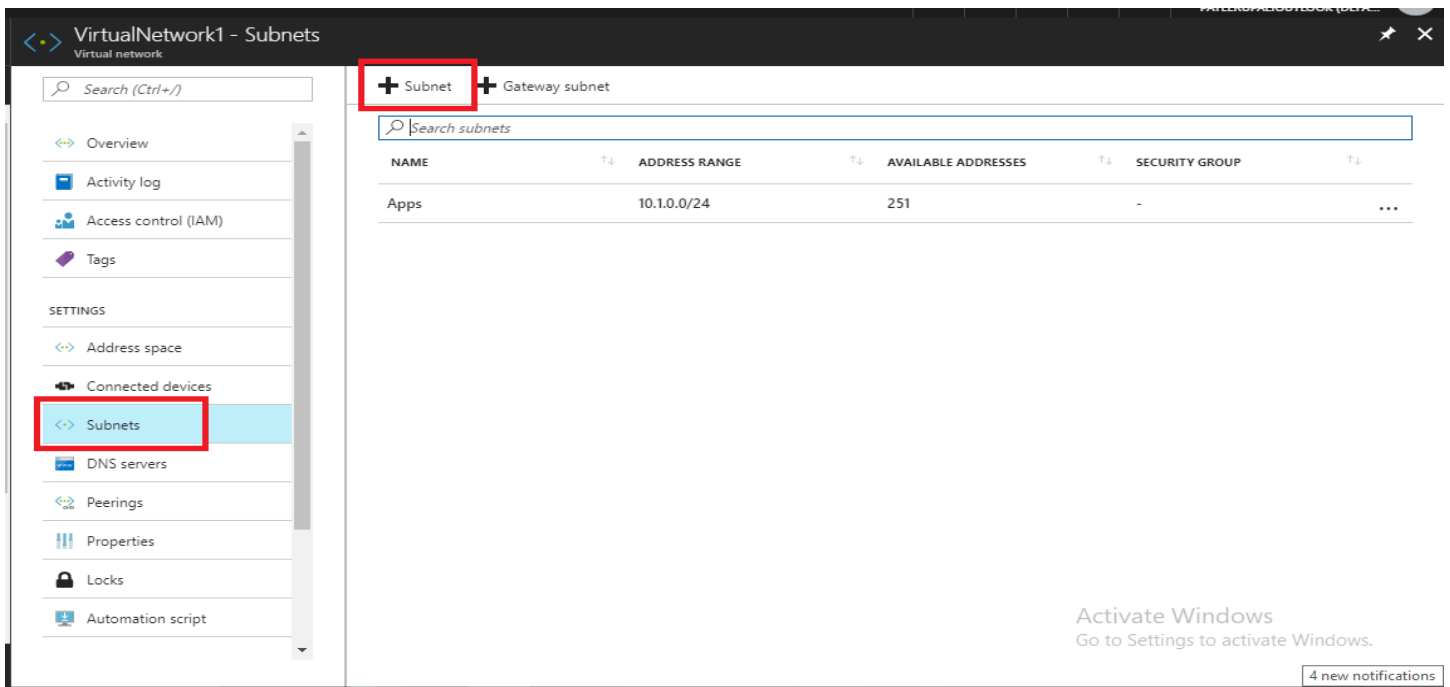 VirtualNetwork1 - Subnets
Virtual network
Search (Ctrl+/)
Overview
Activity log
Access control (IAM)
Tags
SETTINGS
Address space
Connected devices
Subnets
DNS servers
Peerings
Properties
Locks
Automation script
Subnet Gateway subnet
Search subnets
NAME ADDRESS RANGE AVAILABLE ADDRESSES SECURITY GROUP
Apps 10.1.0.0/24 251 - ...
Activate Windows
Go to Settings to activate Windows.
4 new notifications